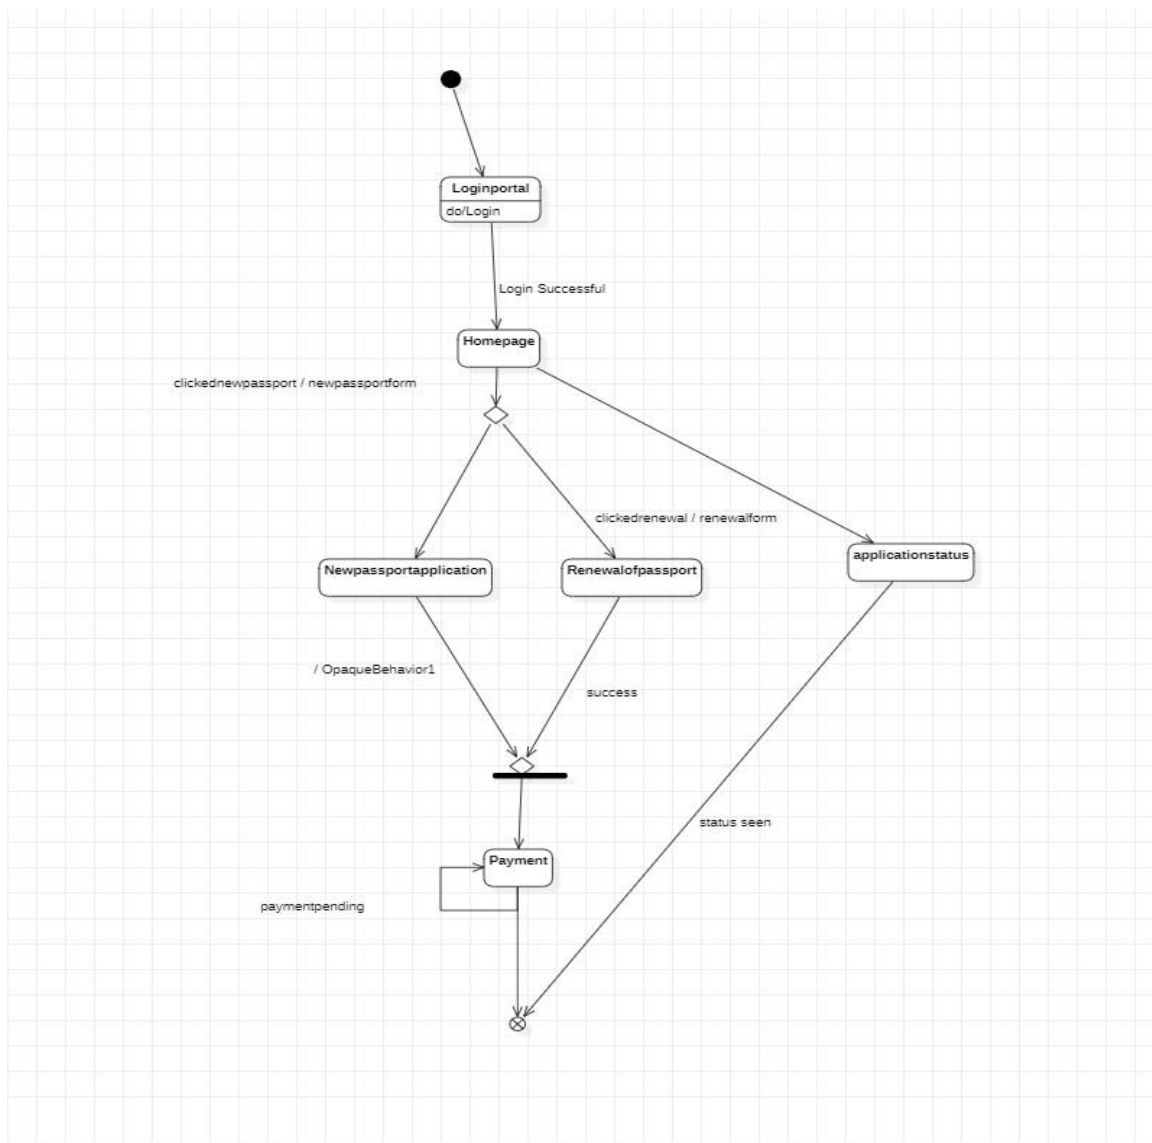 Loginportal
do/Login
Login Successful
Homepage
clickednewpassport / newpassportform
clickedrenewal / renewalform
applicationstatus
Newpassportapplication
Renewalofpassport
/ OpaqueBehavior1
success
status seen
Payment
paymentpending